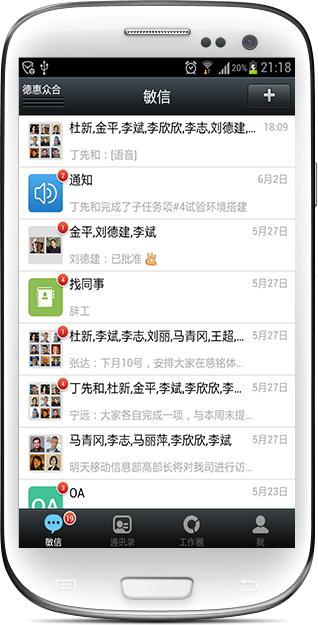 20% 21:18
德惠众合
敏信
+
杜新,金平,李斌,李欣欣,李志,刘德建,... 18:09
丁先和：[语音]
2
通知 6月2日
丁先和完成了子任务项#4试验环境搭建
1
金平,刘德建,李斌 5月27日
刘德建：已批准
4
找同事 5月27日
辞工
1
杜新,李斌,李志,刘丽,马青冈,王超,... 5月27日
张达：下月10号，安排大家在慈铭体...
4
丁先和,杜新,金平,李斌,李欣欣,李... 5月27日
宁远：大家各自完成一项，与本周末提...
马青冈,李志,马丽萍,李欣欣,李斌 5月27日
明天移动信息部高部长将对我司进行访...
3
OA
OA 5月23日
19
敏信 通讯录 工作圈 我